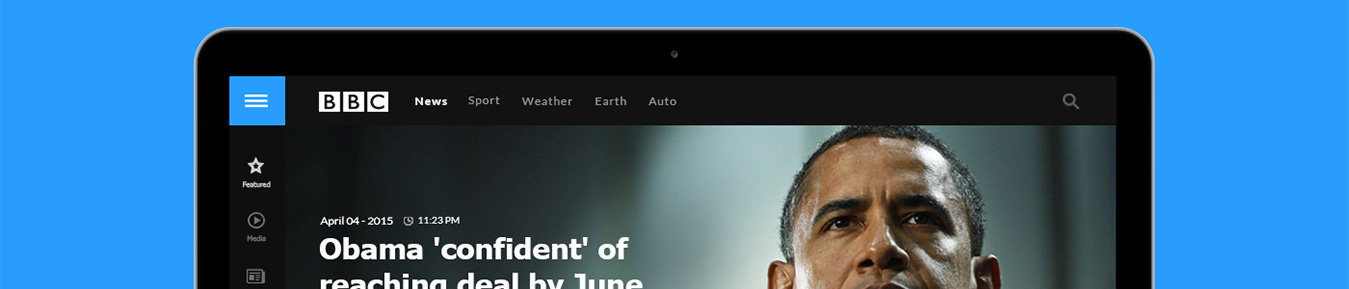 BBC News Sport Weather Earth Auto
Featured
Media
April 04 - 2015 11:23 PM
Obama 'confident' of
reaching deal by June